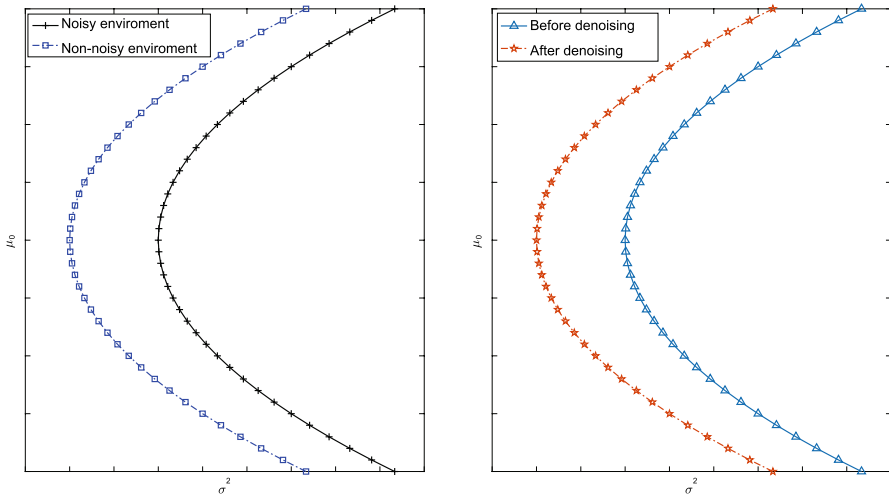 Noisy enviroment
Non-noisy enviroment
μ₀
σ²
Before denoising
After denoising
μ₀
σ²